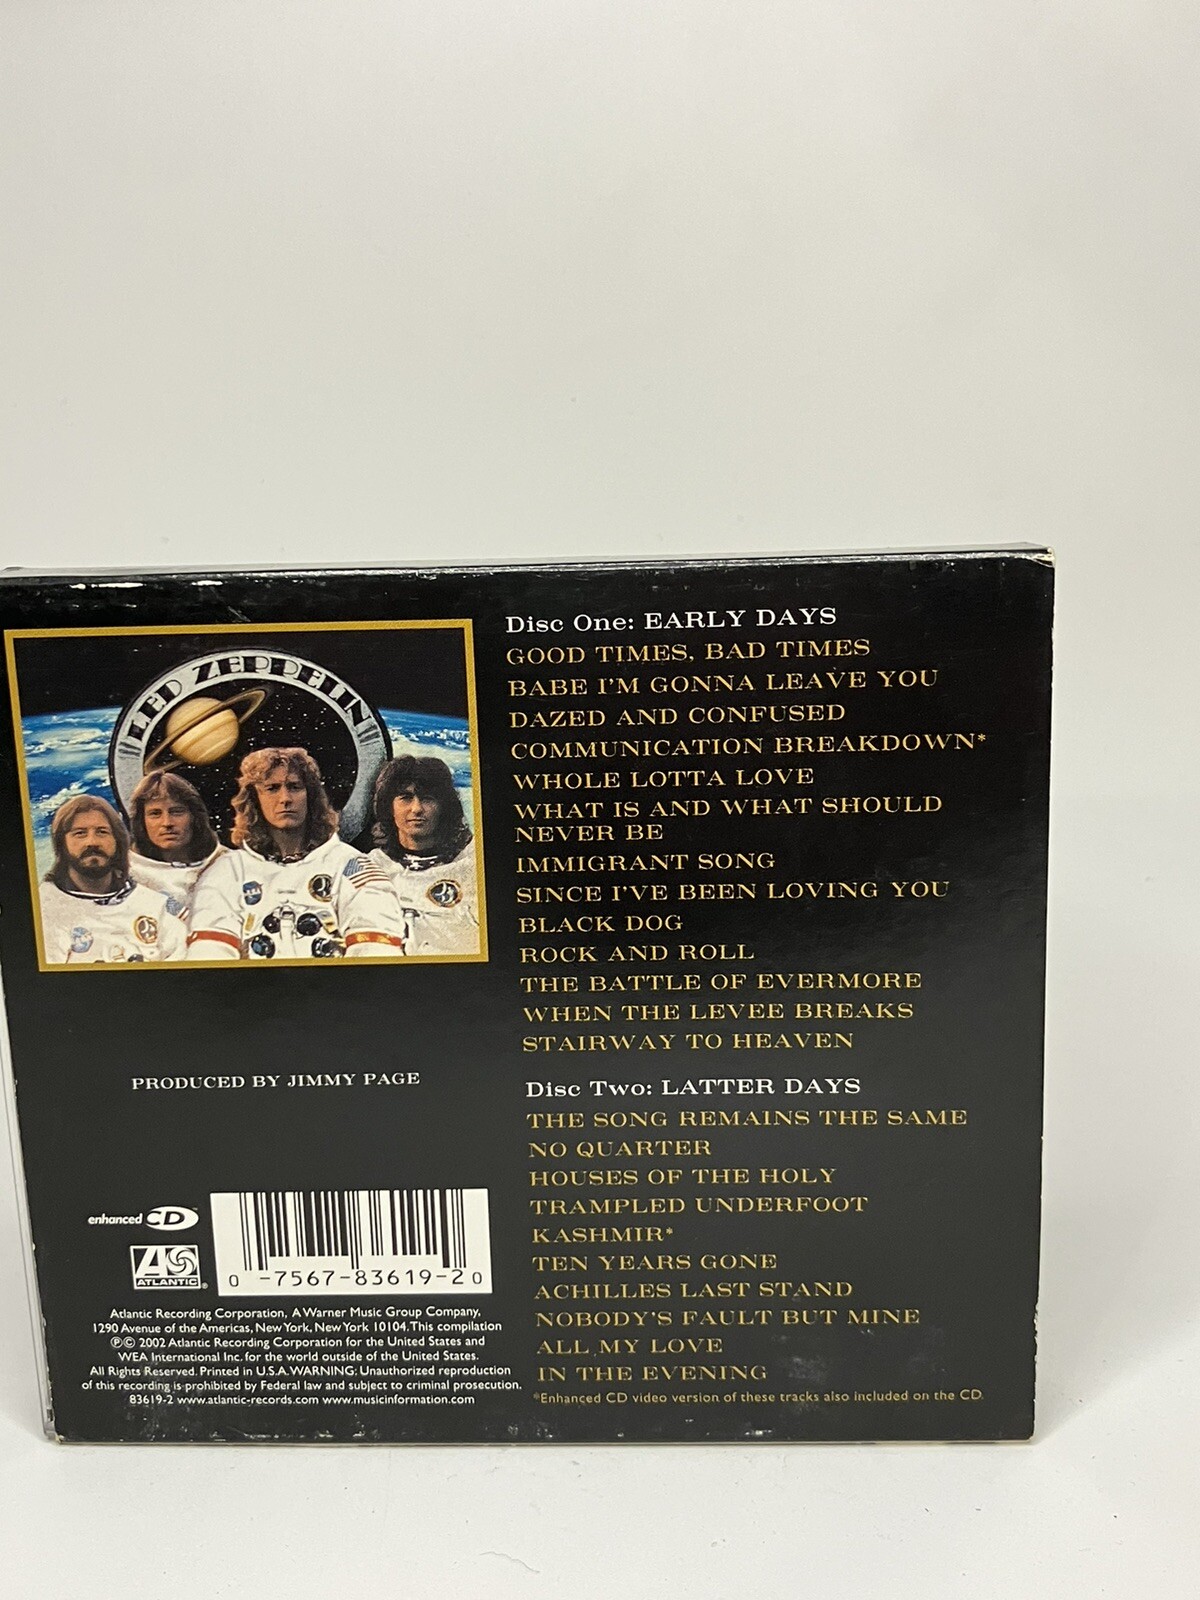 LED ZEPPELIN
Disc One: EARLY DAYS
GOOD TIMES, BAD TIMES
BABE I'M GONNA LEAVE YOU
DAZED AND CONFUSED
COMMUNICATION BREAKDOWN*
WHOLE LOTTA LOVE
WHAT IS AND WHAT SHOULD
NEVER BE
IMMIGRANT SONG
SINCE I'VE BEEN LOVING YOU
BLACK DOG
ROCK AND ROLL
THE BATTLE OF EVERMORE
WHEN THE LEVEE BREAKS
STAIRWAY TO HEAVEN
Disc Two: LATTER DAYS
THE SONG REMAINS THE SAME
NO QUARTER
HOUSES OF THE HOLY
TRAMPLED UNDERFOOT
KASHMIR*
TEN YEARS GONE
ACHILLES LAST STAND
NOBODY'S FAULT BUT MINE
ALL MY LOVE
IN THE EVENING
*Enhanced CD video version of these tracks also included on the CD.
PRODUCED BY JIMMY PAGE
enhanced CD
ATLANTIC
0 -7567-83619-2 0
Atlantic Recording Corporation, A Warner Music Group Company,
1290 Avenue of the Americas, New York, New York 10104. This compilation
℗© 2002 Atlantic Recording Corporation for the United States and
WEA International Inc. for the world outside of the United States.
All Rights Reserved. Printed in U.S.A. WARNING: Unauthorized reproduction
of this recording is prohibited by Federal law and subject to criminal prosecution.
83619-2 www.atlantic-records.com www.musicinformation.com